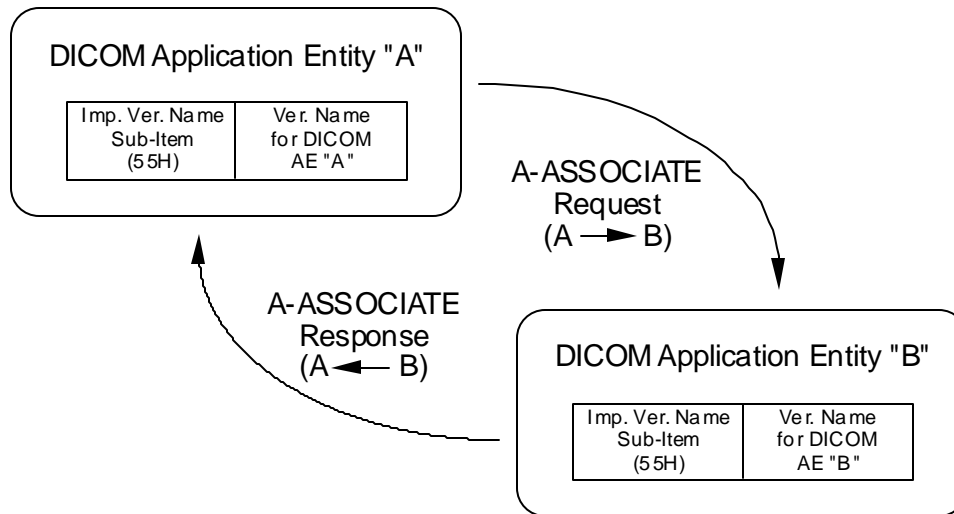 DICOM Application Entity "A"
Imp. Ver. Name
Sub-Item
(55H)
Ver. Name
for DICOM
AE "A"
A-ASSOCIATE
Request
(A → B)
A-ASSOCIATE
Response
(A ← B)
DICOM Application Entity "B"
Imp. Ver. Name
Sub-Item
(55H)
Ver. Name
for DICOM
AE "B"